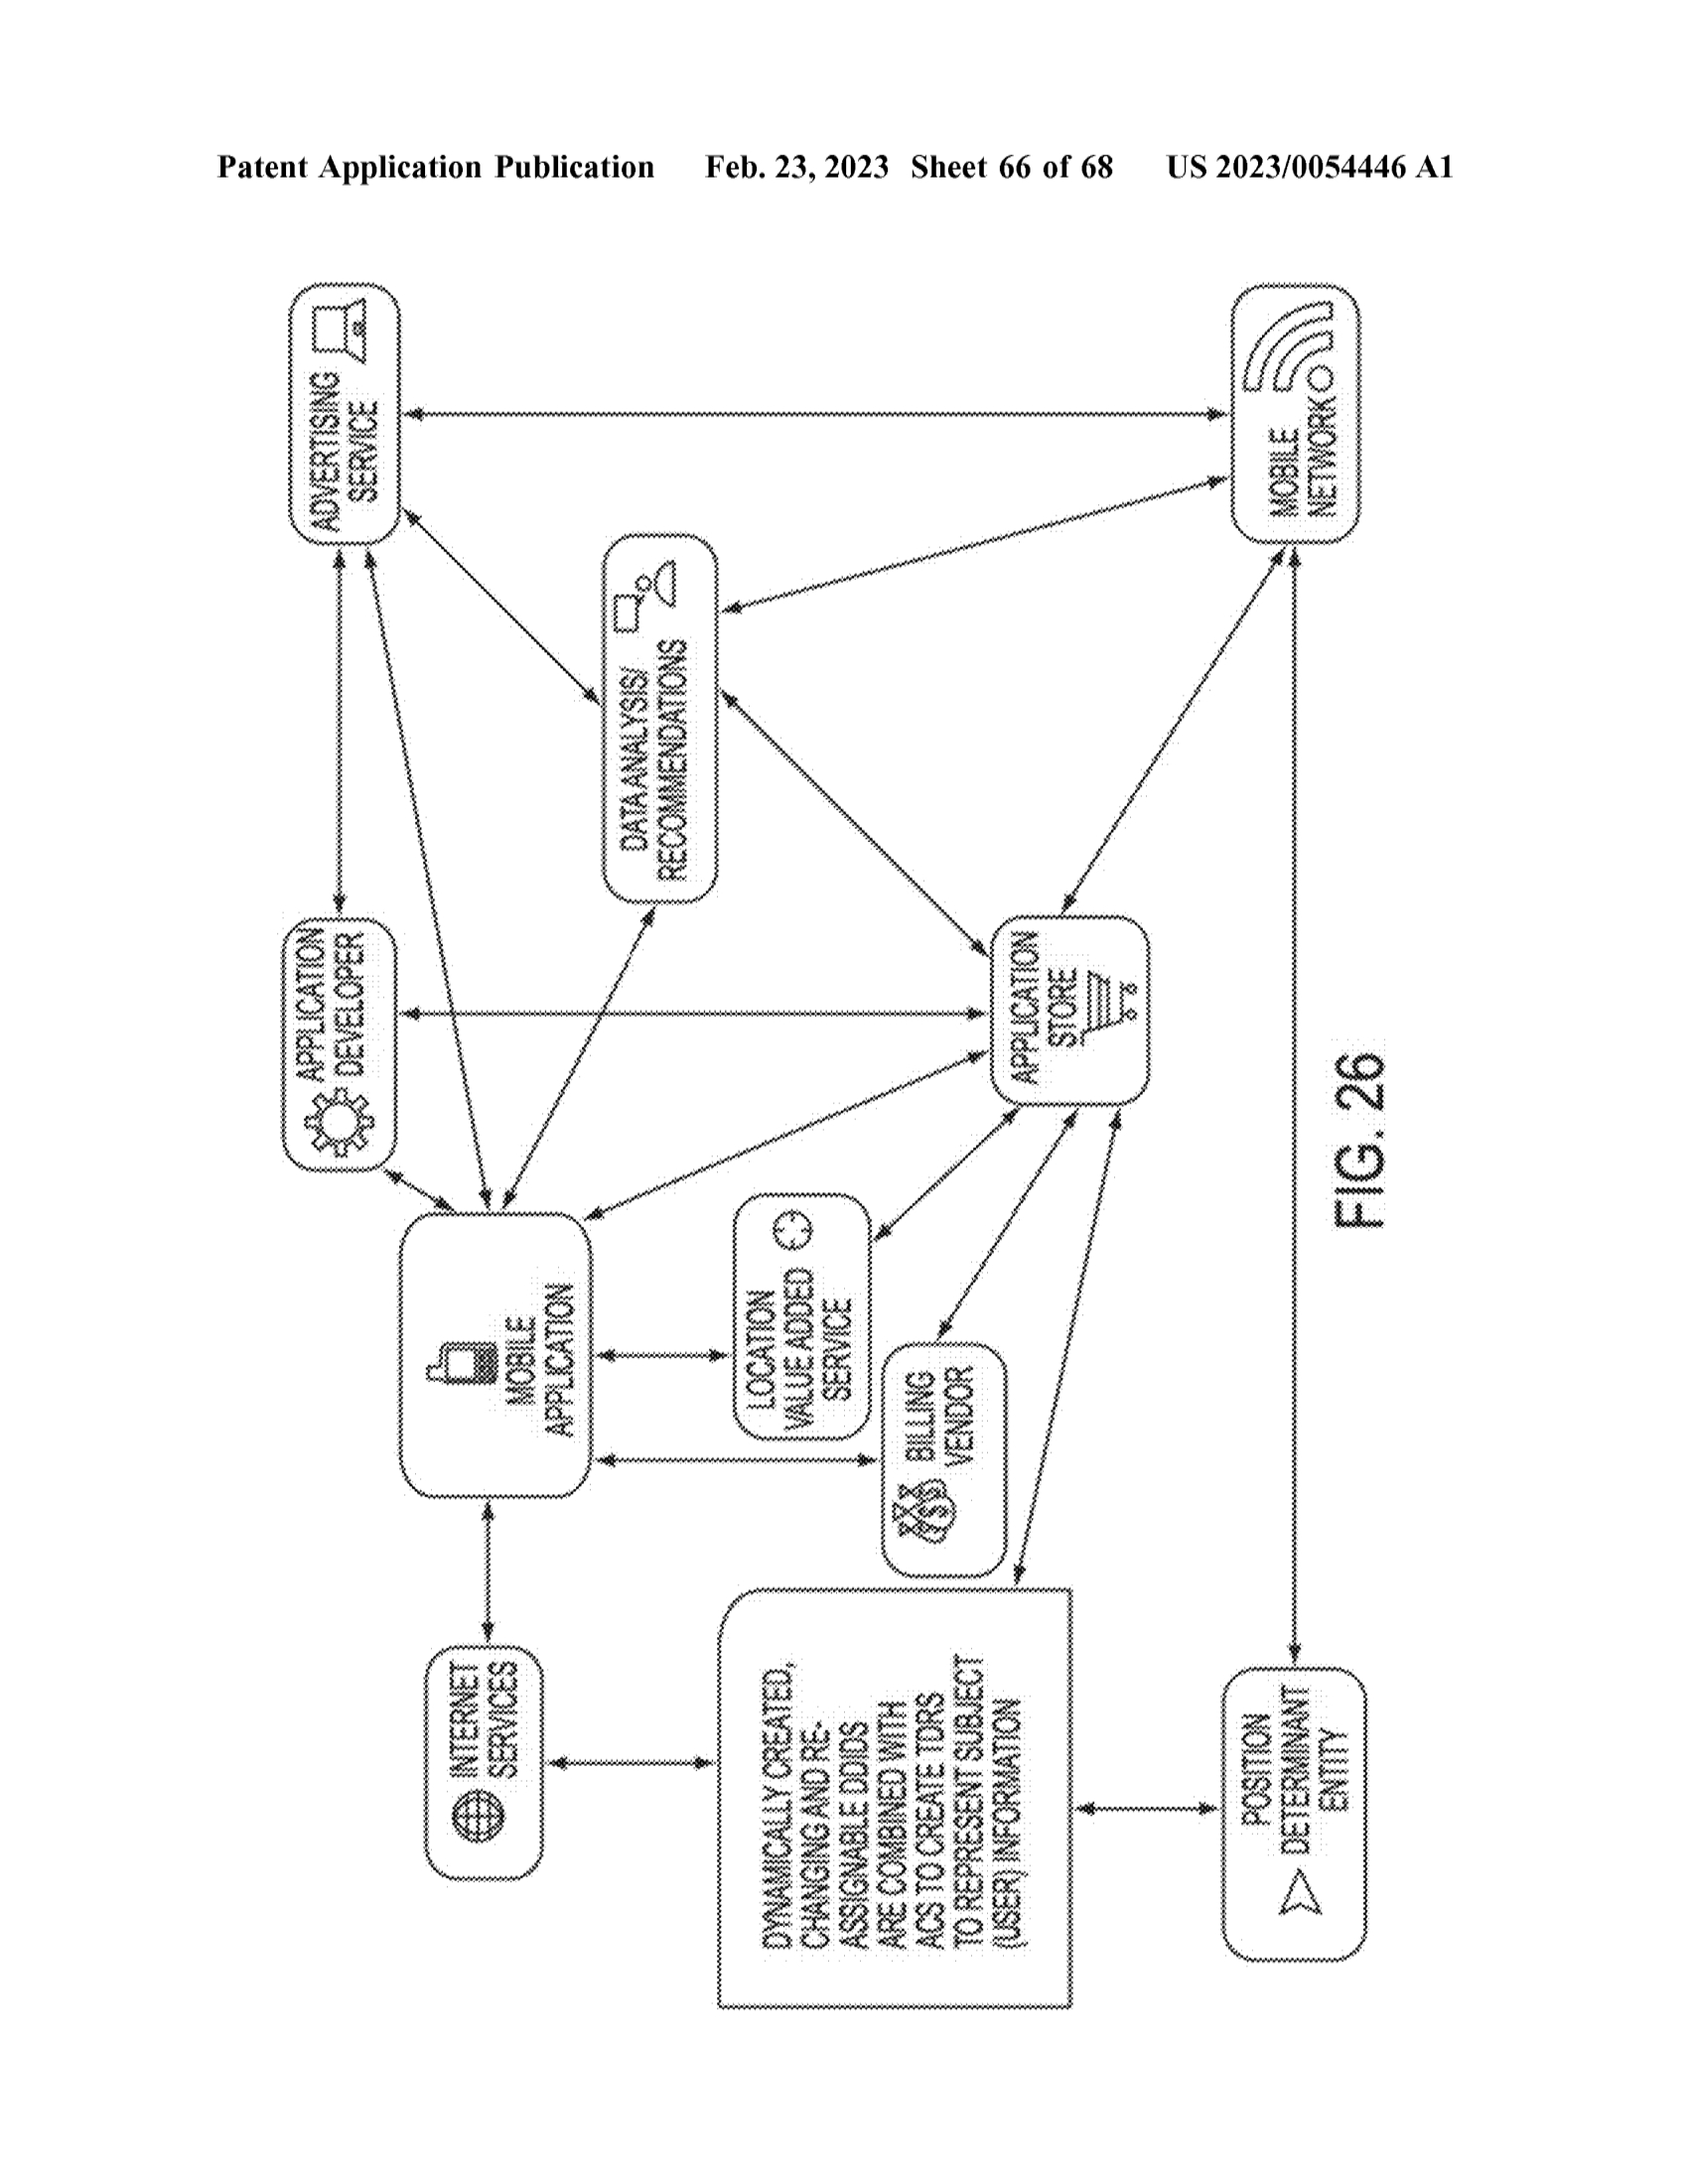 Patent Application Publication Feb. 23, 2023 Sheet 66 of 68 US 2023/0054446 A1
APPLICATION
DEVELOPER
ADVERTISING
SERVICE
INTERNET
SERVICES
MOBILE
APPLICATION
DATA ANALYSIS/
RECOMMENDATIONS
LOCATION
VALUE ADDED
SERVICE
DYNAMICALLY CREATED,
CHANGING AND RE-
ASSIGNABLE DDIDS
ARE COMBINED WITH
ACS TO CREATE TDRS
TO REPRESENT SUBJECT
(USER) INFORMATION
BILLING
VENDOR
APPLICATION
STORE
POSITION
DETERMINANT
ENTITY
MOBILE
NETWORK
FIG. 26